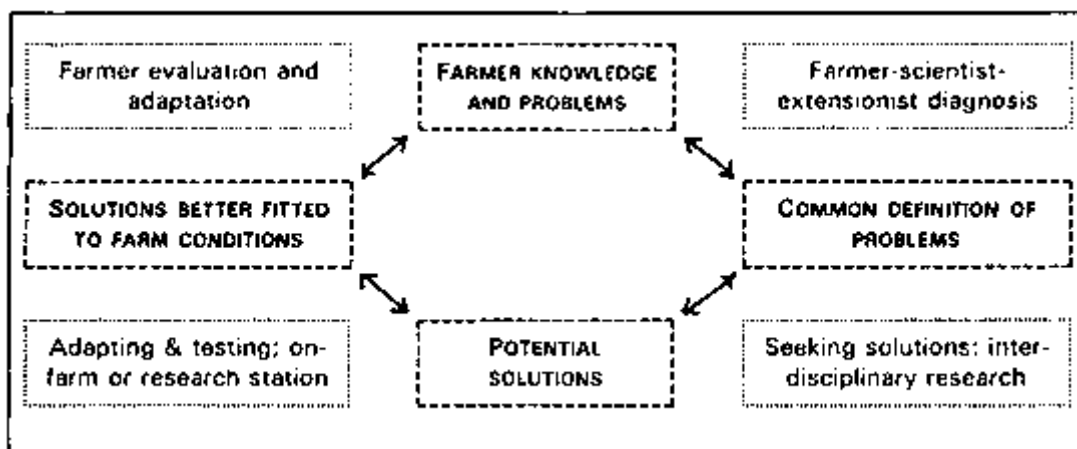 Farmer evaluation and
adaptation
FARMER KNOWLEDGE
AND PROBLEMS
Farmer-scientist-
extensionist diagnosis
SOLUTIONS BETTER FITTED
TO FARM CONDITIONS
COMMON DEFINITION OF
PROBLEMS
Adapting & testing; on-
farm or research station
POTENTIAL
SOLUTIONS
Seeking solutions: inter-
disciplinary research